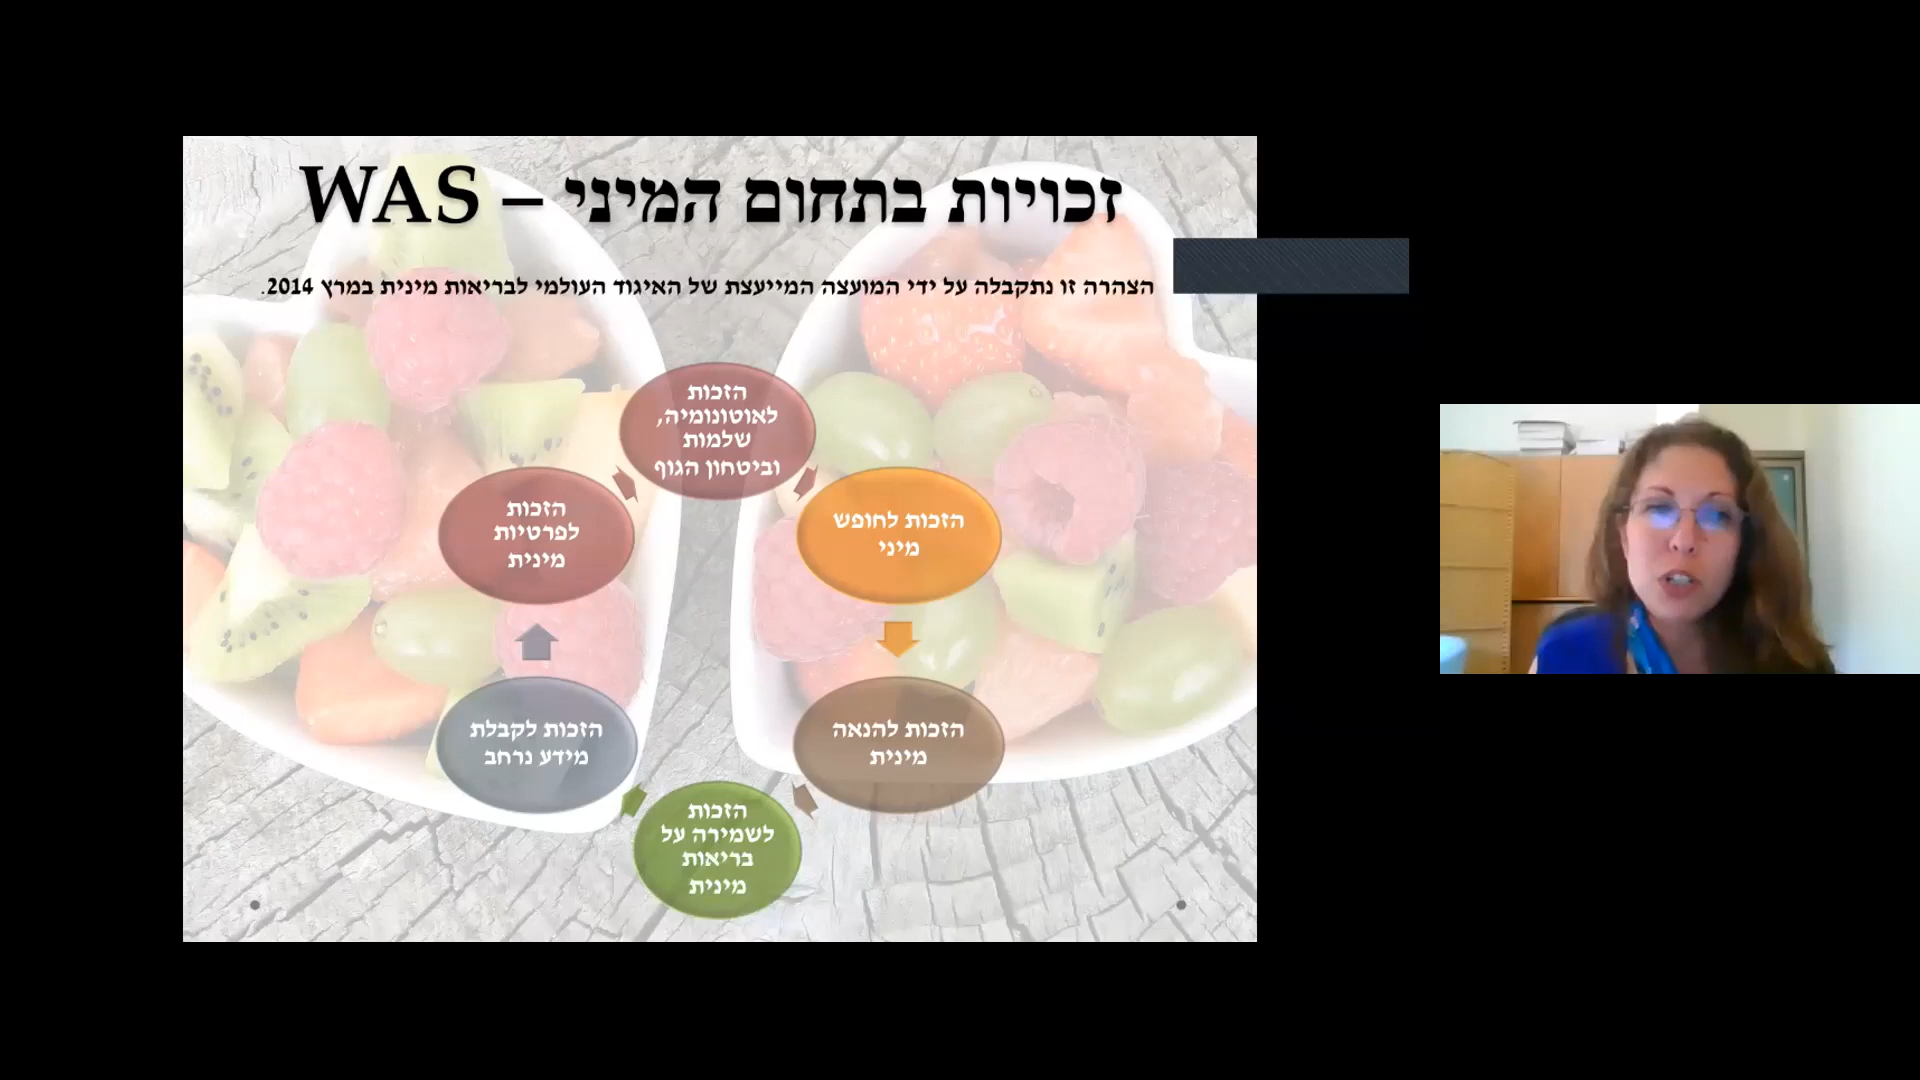 זכויות בתחום המיני – WAS
הצהרה זו נתקבלה על ידי המועצה המייעצת של האיגוד העולמי לבריאות מינית במרץ 2014.
הזכות
לאוטונומיה,
שלמות
וביטחון הגוף
הזכות לחופש
מיני
הזכות להנאה
מינית
הזכות
לשמירה על
בריאות
מינית
הזכות לקבלת
מידע נרחב
הזכות
לפרטיות
מינית